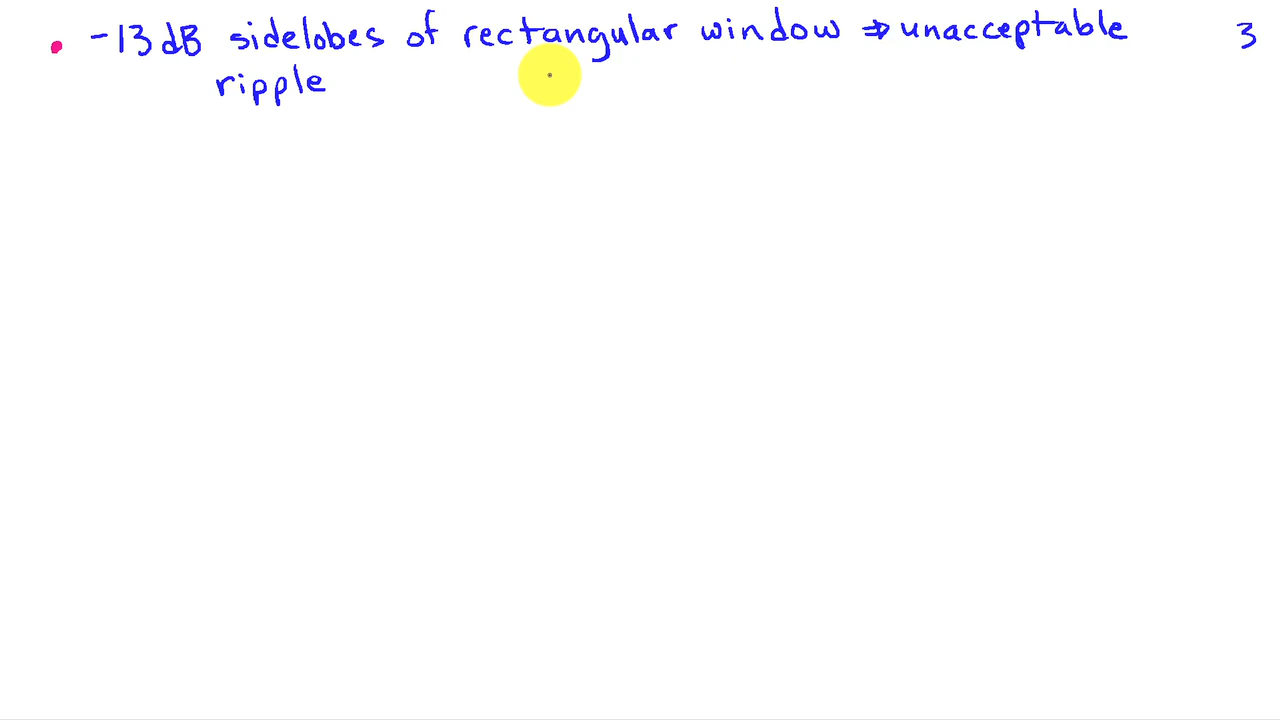 • -13 dB sidelobes of rectangular window ⇒ unacceptable
ripple
3